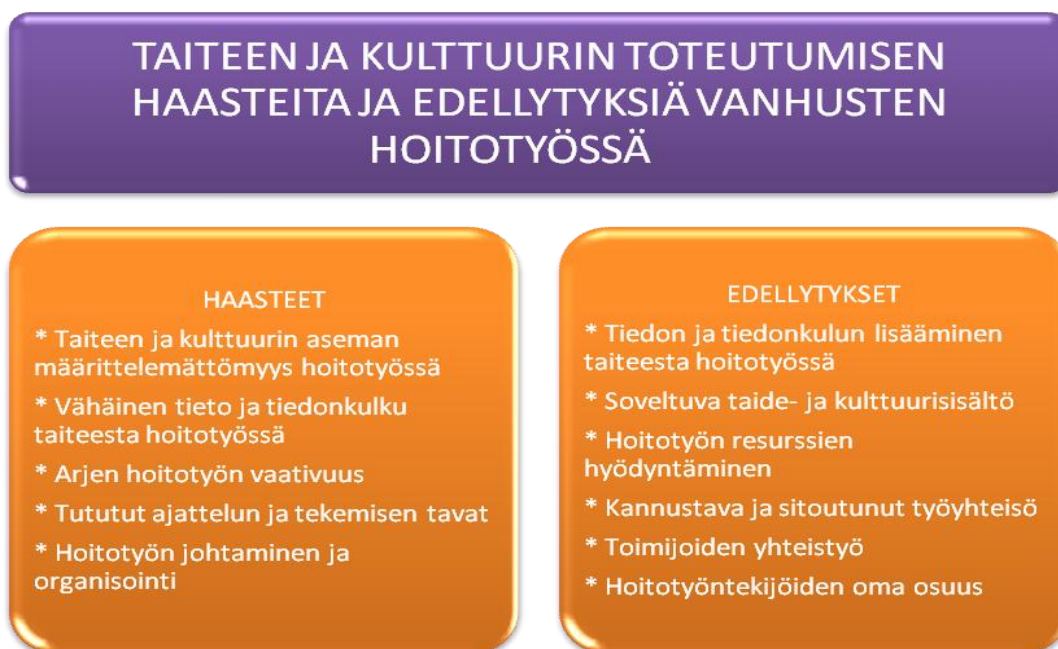 TAITEEN JA KULTTUURIN TOTEUTUMISEN
HAASTEITA JA EDELLYTYKSIÄ VANHUSTEN
HOITOTYÖSSÄ
HAASTEET
* Taiteen ja kulttuurin aseman
määrittelemättömyys hoitotyössä
* Vähäinen tieto ja tiedonkulku
taiteesta hoitotyössä
* Arjen hoitotyön vaativuus
* Tututut ajattelun ja tekemisen tavat
* Hoitotyön johtaminen ja
organisointi
EDELLYTYKSET
* Tiedon ja tiedonkulun lisääminen
taiteesta hoitotyössä
* Soveltuva taide- ja kulttuurisisältö
* Hoitotyön resurssien
hyödyntäminen
* Kannustava ja sitoutunut työyhteisö
* Toimijoiden yhteistyö
* Hoitotyöntekijöiden oma osuus